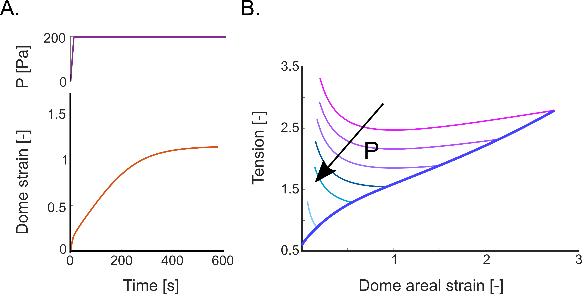 A.
P [Pa]
200
0
Dome strain [-]
1.5
1
0.5
0
0 200 400 600
Time [s]
B.
Tension [-]
3.5
2.5
1.5
0.5
P
1 2 3
Dome areal strain [-]